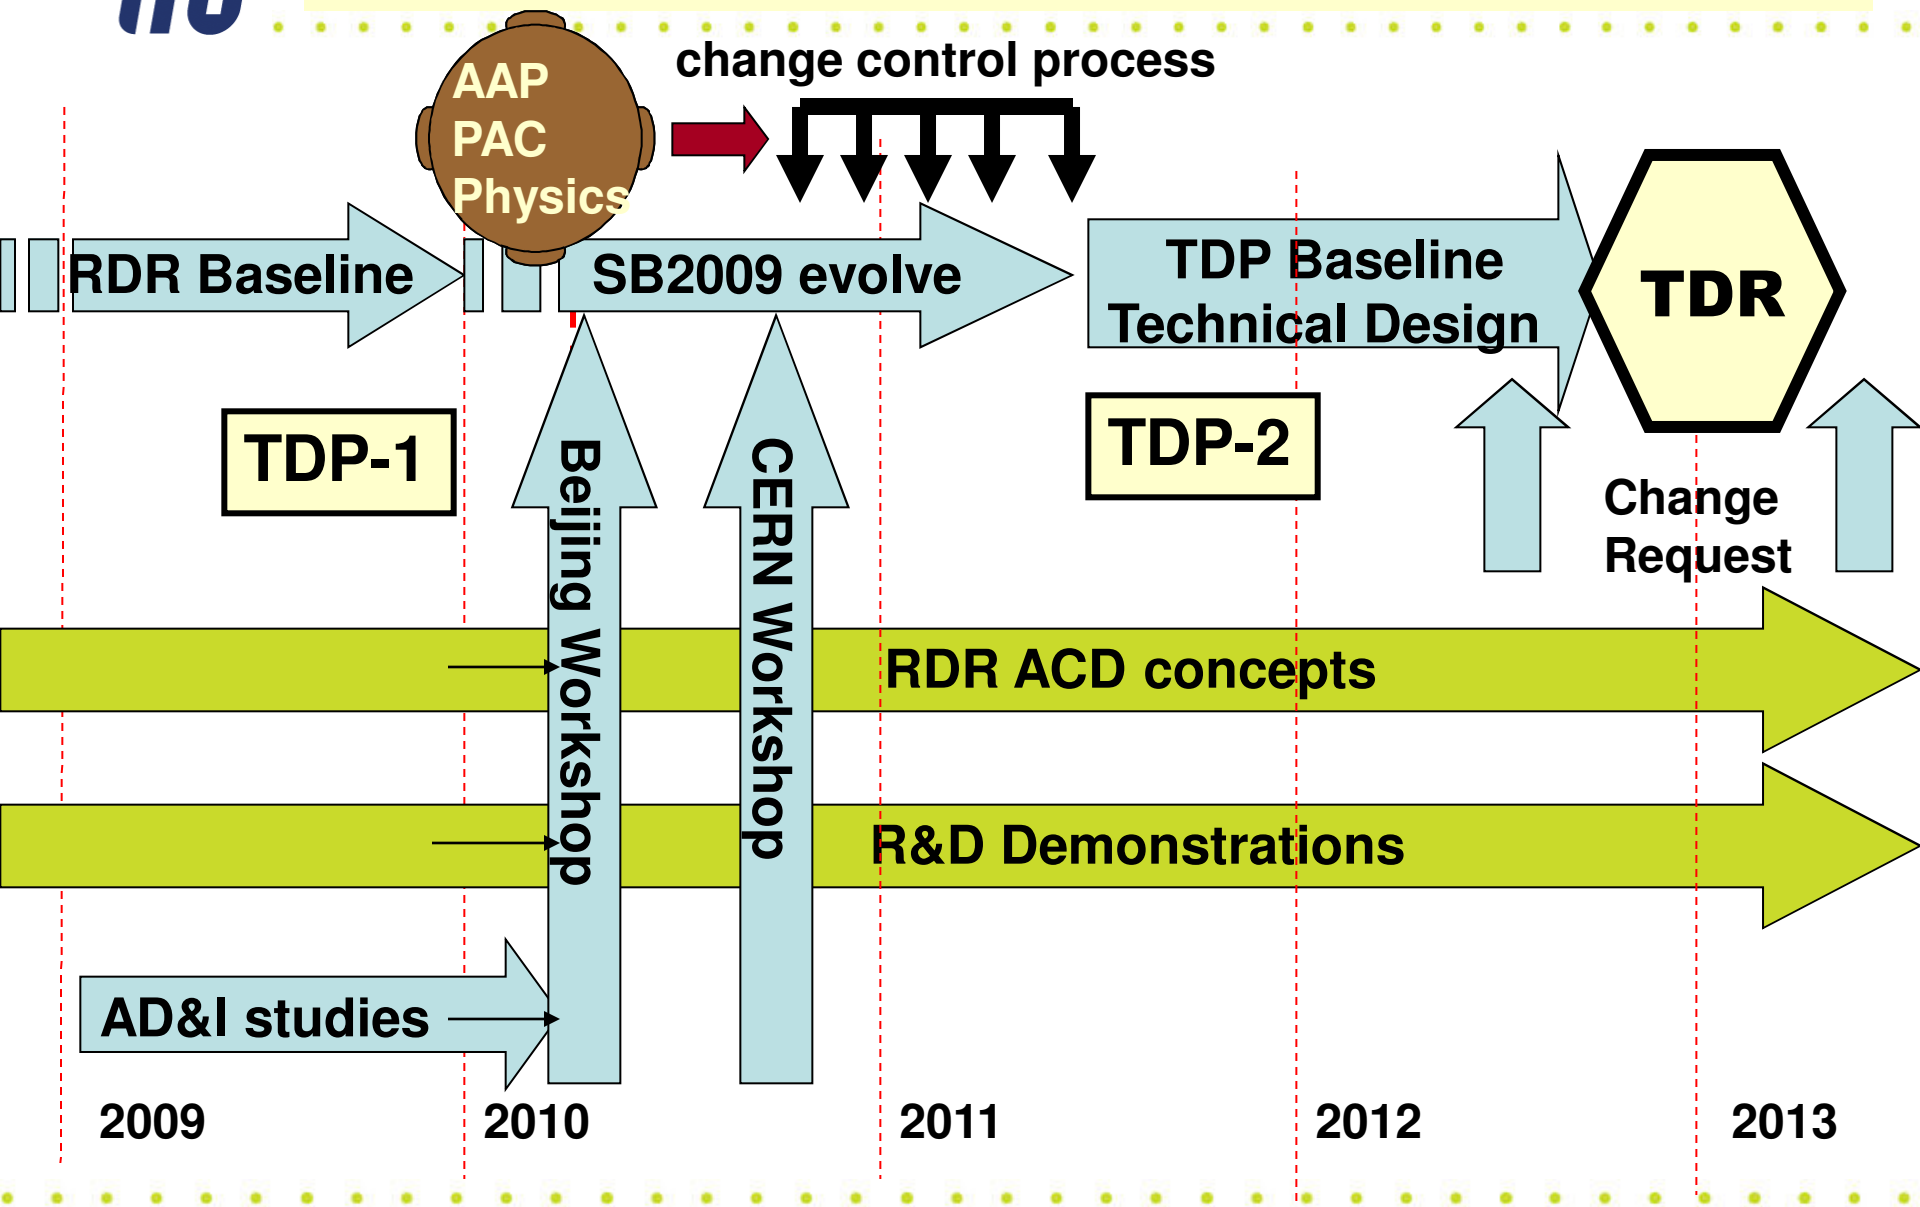 change control process
AAP
PAC
Physics
RDR Baseline
SB2009 evolve
TDP Baseline
Technical Design
TDR
TDP-1
TDP-2
Beijing Workshop
CERN Workshop
Change
Request
RDR ACD concepts
R&D Demonstrations
AD&I studies
2009
2010
2011
2012
2013